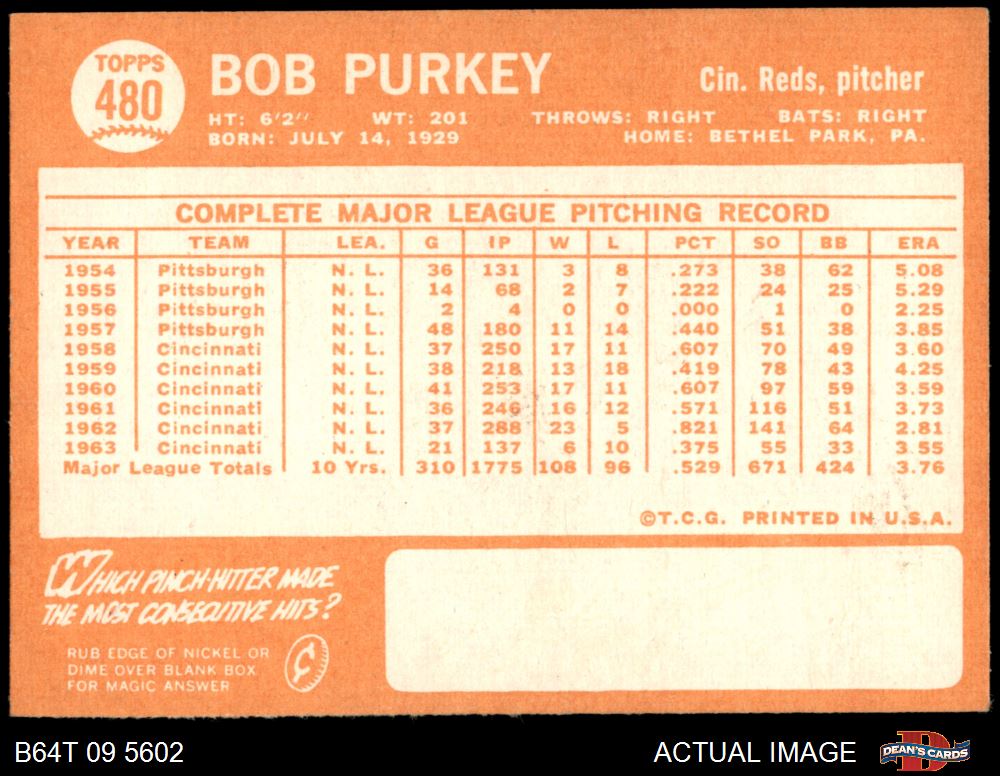 TOPPS
480
BOB PURKEY
Cin. Reds, pitcher
HT: 6'2" WT: 201 THROWS: RIGHT BATS: RIGHT
BORN: JULY 14, 1929 HOME: BETHEL PARK, PA.
COMPLETE MAJOR LEAGUE PITCHING RECORD
YEAR TEAM LEA. G IP W L PCT SO BB ERA
1954 Pittsburgh N. L. 36 131 3 8 .273 38 62 5.08
1955 Pittsburgh N. L. 14 68 2 7 .222 24 25 5.29
1956 Pittsburgh N. L. 2 4 0 0 .000 1 0 2.25
1957 Pittsburgh N. L. 48 180 11 14 .440 51 38 3.85
1958 Cincinnati N. L. 37 250 17 11 .607 70 49 3.60
1959 Cincinnati N. L. 38 218 13 18 .419 78 43 4.25
1960 Cincinnati N. L. 41 253 17 11 .607 97 59 3.59
1961 Cincinnati N. L. 36 246 16 12 .571 116 51 3.73
1962 Cincinnati N. L. 37 288 23 5 .821 141 64 2.81
1963 Cincinnati N. L. 21 137 6 10 .375 55 33 3.55
Major League Totals 10 Yrs. 310 1775 108 96 .529 671 424 3.76
©T.C.G. PRINTED IN U.S.A.
WHICH PINCH-HITTER MADE
THE MOST CONSECUTIVE HITS?
RUB EDGE OF NICKEL OR
DIME OVER BLANK BOX
FOR MAGIC ANSWER
¢
B64T 09 5602
ACTUAL IMAGE
D
DEAN'S CARDS